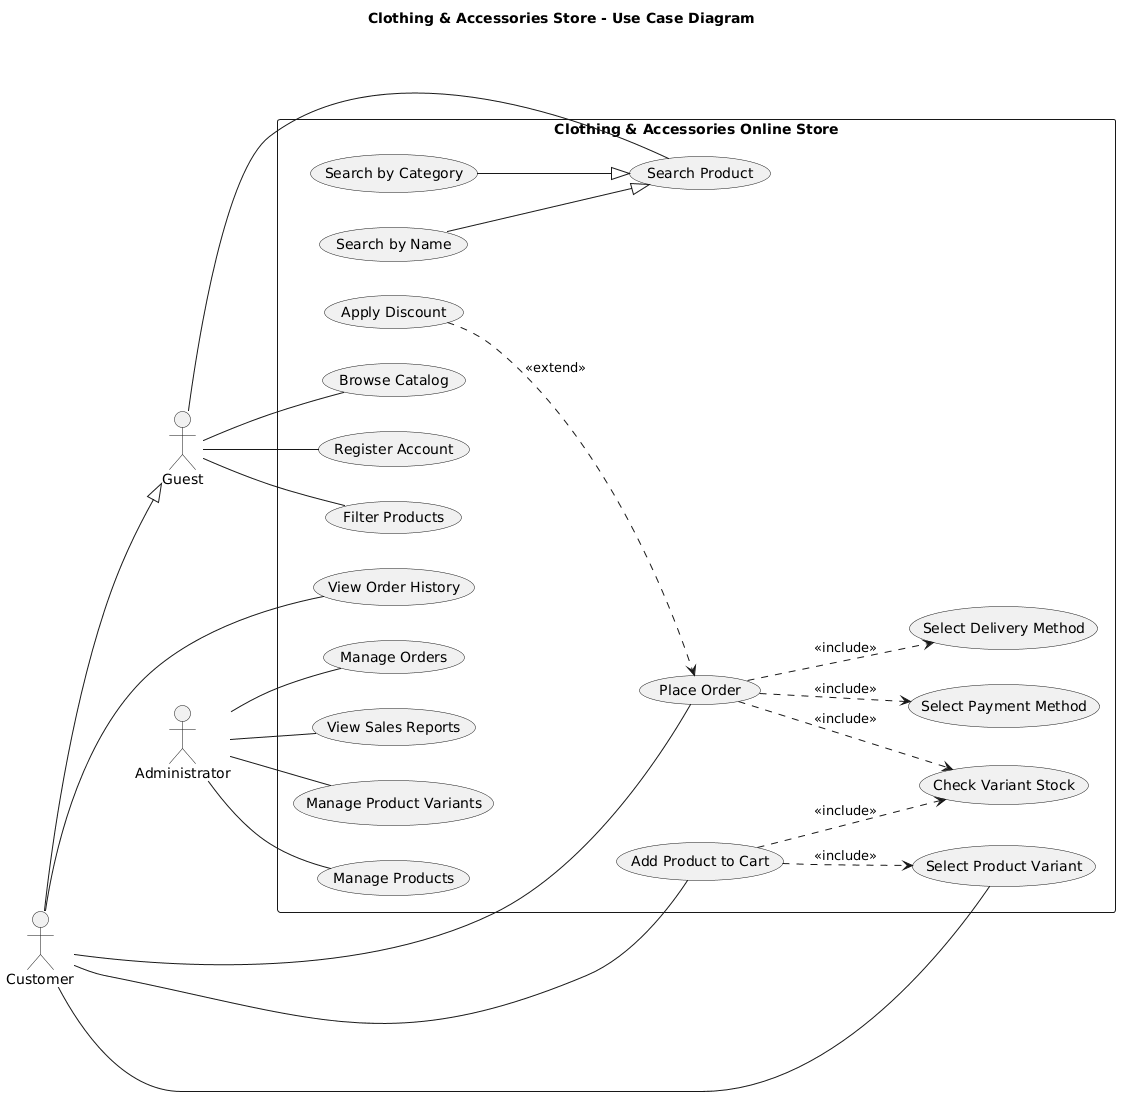 Clothing & Accessories Store - Use Case Diagram
Clothing & Accessories Online Store
Search by Category
Search Product
Search by Name
Apply Discount
«extend»
Browse Catalog
Register Account
Guest
Filter Products
View Order History
Select Delivery Method
«include»
Manage Orders
Place Order
«include»
Select Payment Method
«include»
View Sales Reports
Administrator
Check Variant Stock
Manage Product Variants
«include»
Add Product to Cart
«include»
Select Product Variant
Manage Products
Customer